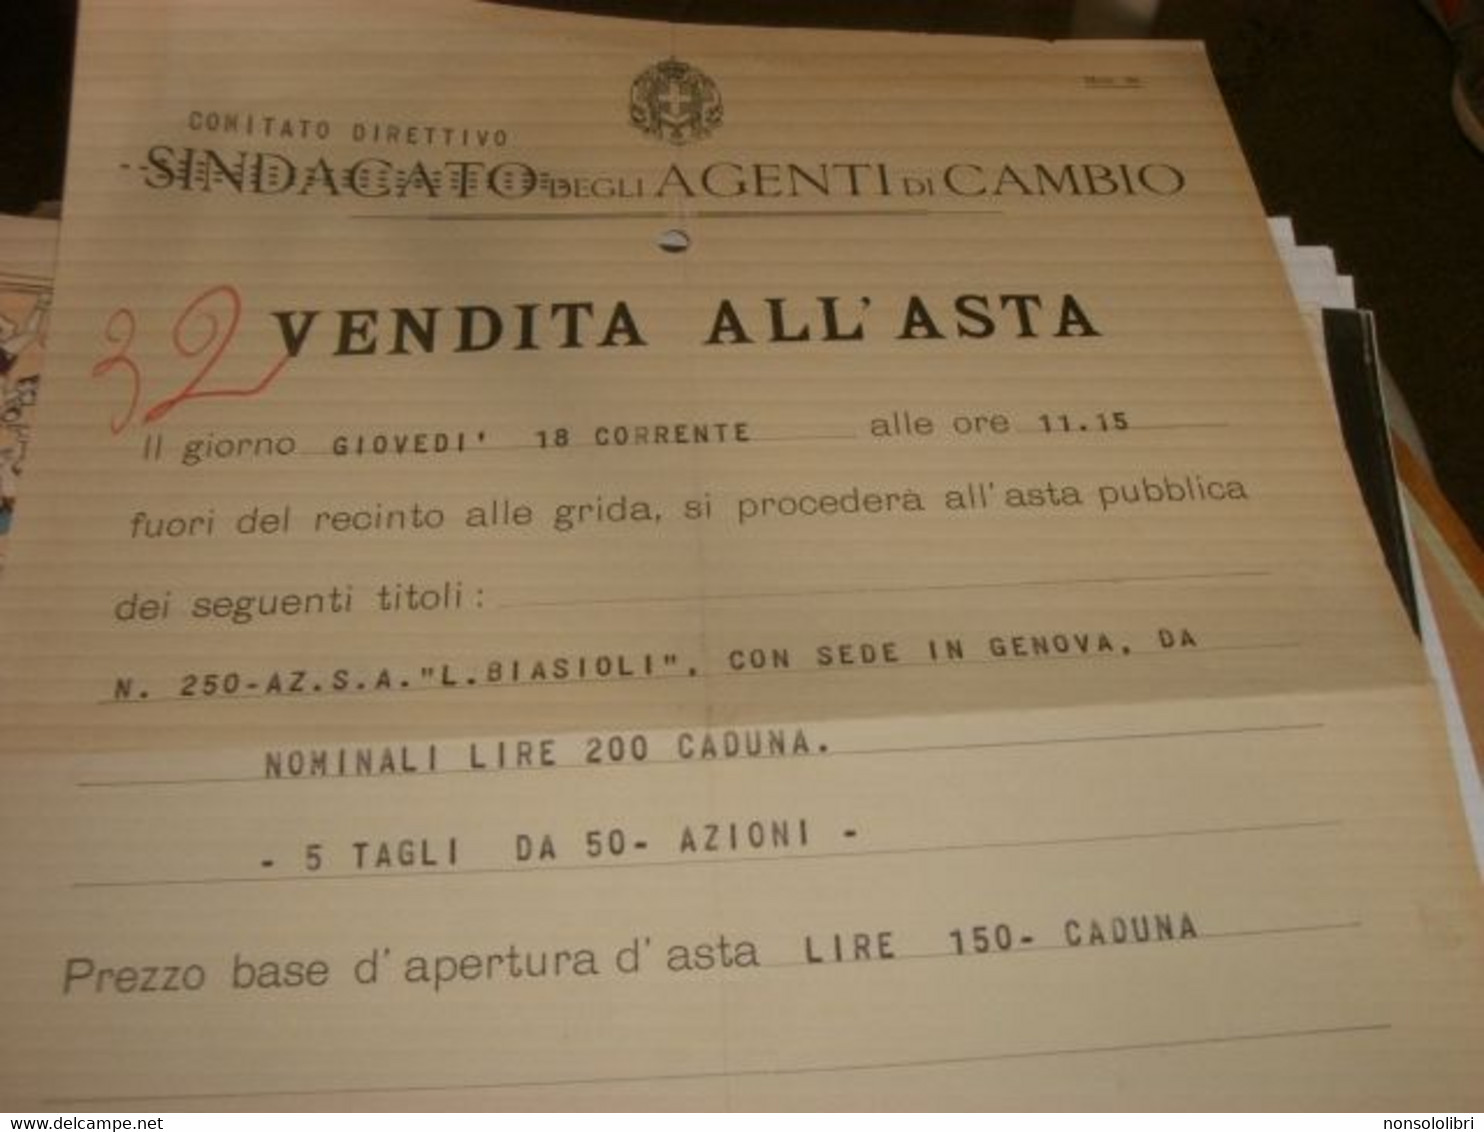 COMITATO DIRETTIVO
SINDACATO DEGLI AGENTI DI CAMBIO
32 VENDITA ALL'ASTA
Il giorno GIOVEDI' 18 CORRENTE alle ore 11.15
fuori del recinto alle grida, si procederà all'asta pubblica
dei seguenti titoli:
N. 250-AZ.S.A."L.BIASIOLI", CON SEDE IN GENOVA, DA
NOMINALI LIRE 200 CADUNA.
- 5 TAGLI DA 50- AZIONI -
Prezzo base d'apertura d'asta LIRE 150- CADUNA
delcampe.net
nonsololibri